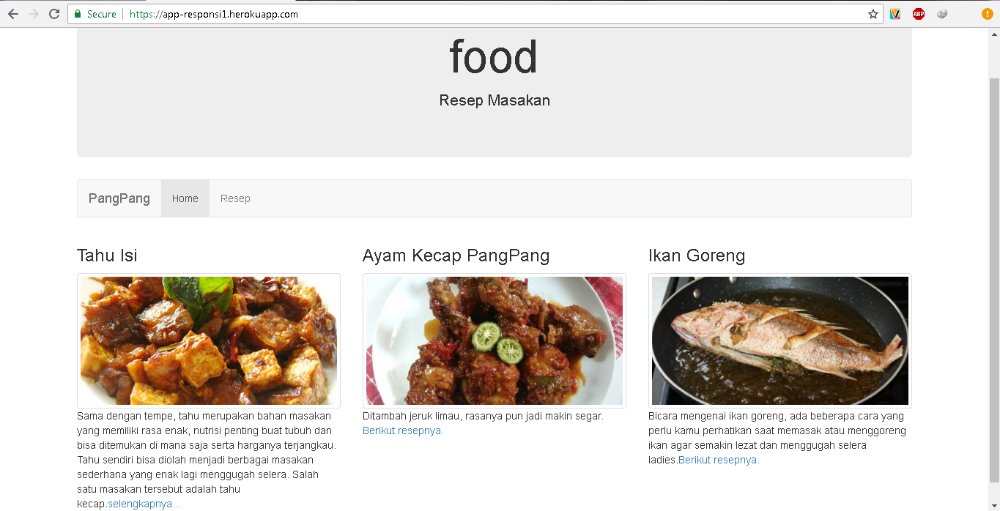 Secure
https://app-responsi1.herokuapp.com
ABP
food
Resep Masakan
PangPang
Home
Resep
Tahu Isi
Sama dengan tempe, tahu merupakan bahan masakan
yang memiliki rasa enak, nutrisi penting buat tubuh dan
bisa ditemukan di mana saja serta harganya terjangkau.
Tahu sendiri bisa diolah menjadi berbagai masakan
sederhana yang enak lagi menggugah selera. Salah
satu masakan tersebut adalah tahu
kecap.selengkapnya...
Ayam Kecap PangPang
Ditambah jeruk limau, rasanya pun jadi makin segar.
Berikut resepnya.
Ikan Goreng
Bicara mengenai ikan goreng, ada beberapa cara yang
perlu kamu perhatikan saat memasak atau menggoreng
ikan agar semakin lezat dan menggugah selera
ladies.Berikut resepnya.